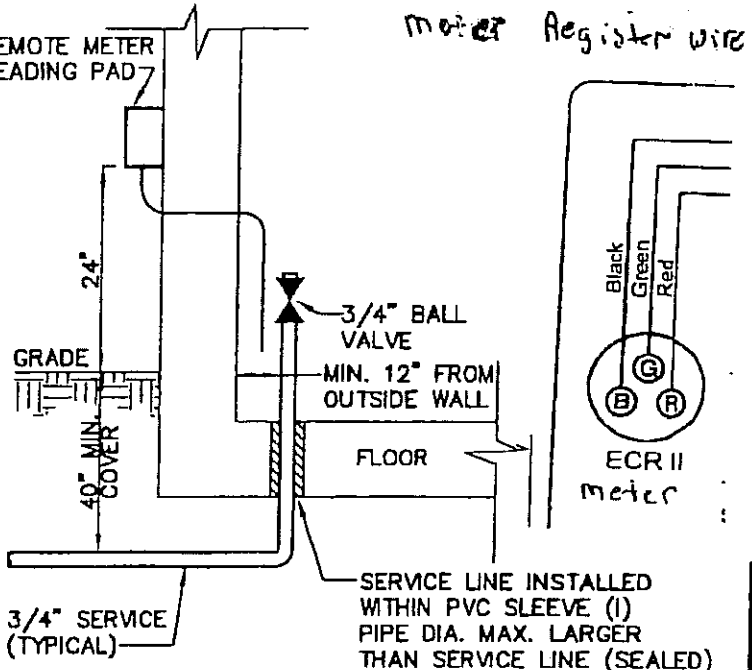 meter Register wire
EMOTE METER
EADING PAD
24"
3/4" BALL
VALVE
GRADE
MIN. 12" FROM
OUTSIDE WALL
40" MIN.
COVER
FLOOR
3/4" SERVICE
(TYPICAL)
SERVICE LINE INSTALLED
WITHIN PVC SLEEVE (1)
PIPE DIA. MAX. LARGER
THAN SERVICE LINE (SEALED)
Black
Green
Red
G
B R
ECR II
meter